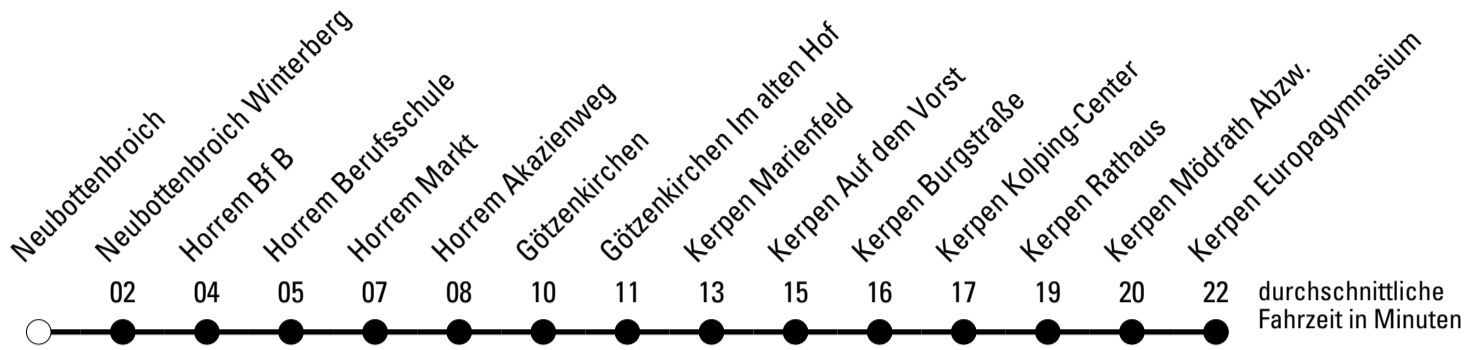 Neubottenbroich
Neubottenbroich Winterberg
Horrem Bf B
Horrem Berufsschule
Horrem Markt
Horrem Akazienweg
Götzenkirchen
Götzenkirchen Im alten Hof
Kerpen Marienfeld
Kerpen Auf dem Vorst
Kerpen Burgstraße
Kerpen Kolping-Center
Kerpen Rathaus
Kerpen Mödrath Abzw.
Kerpen Europagymnasium
02 04 05 07 08 10 11 13 15 16 17 19 20 22
durchschnittliche
Fahrzeit in Minuten